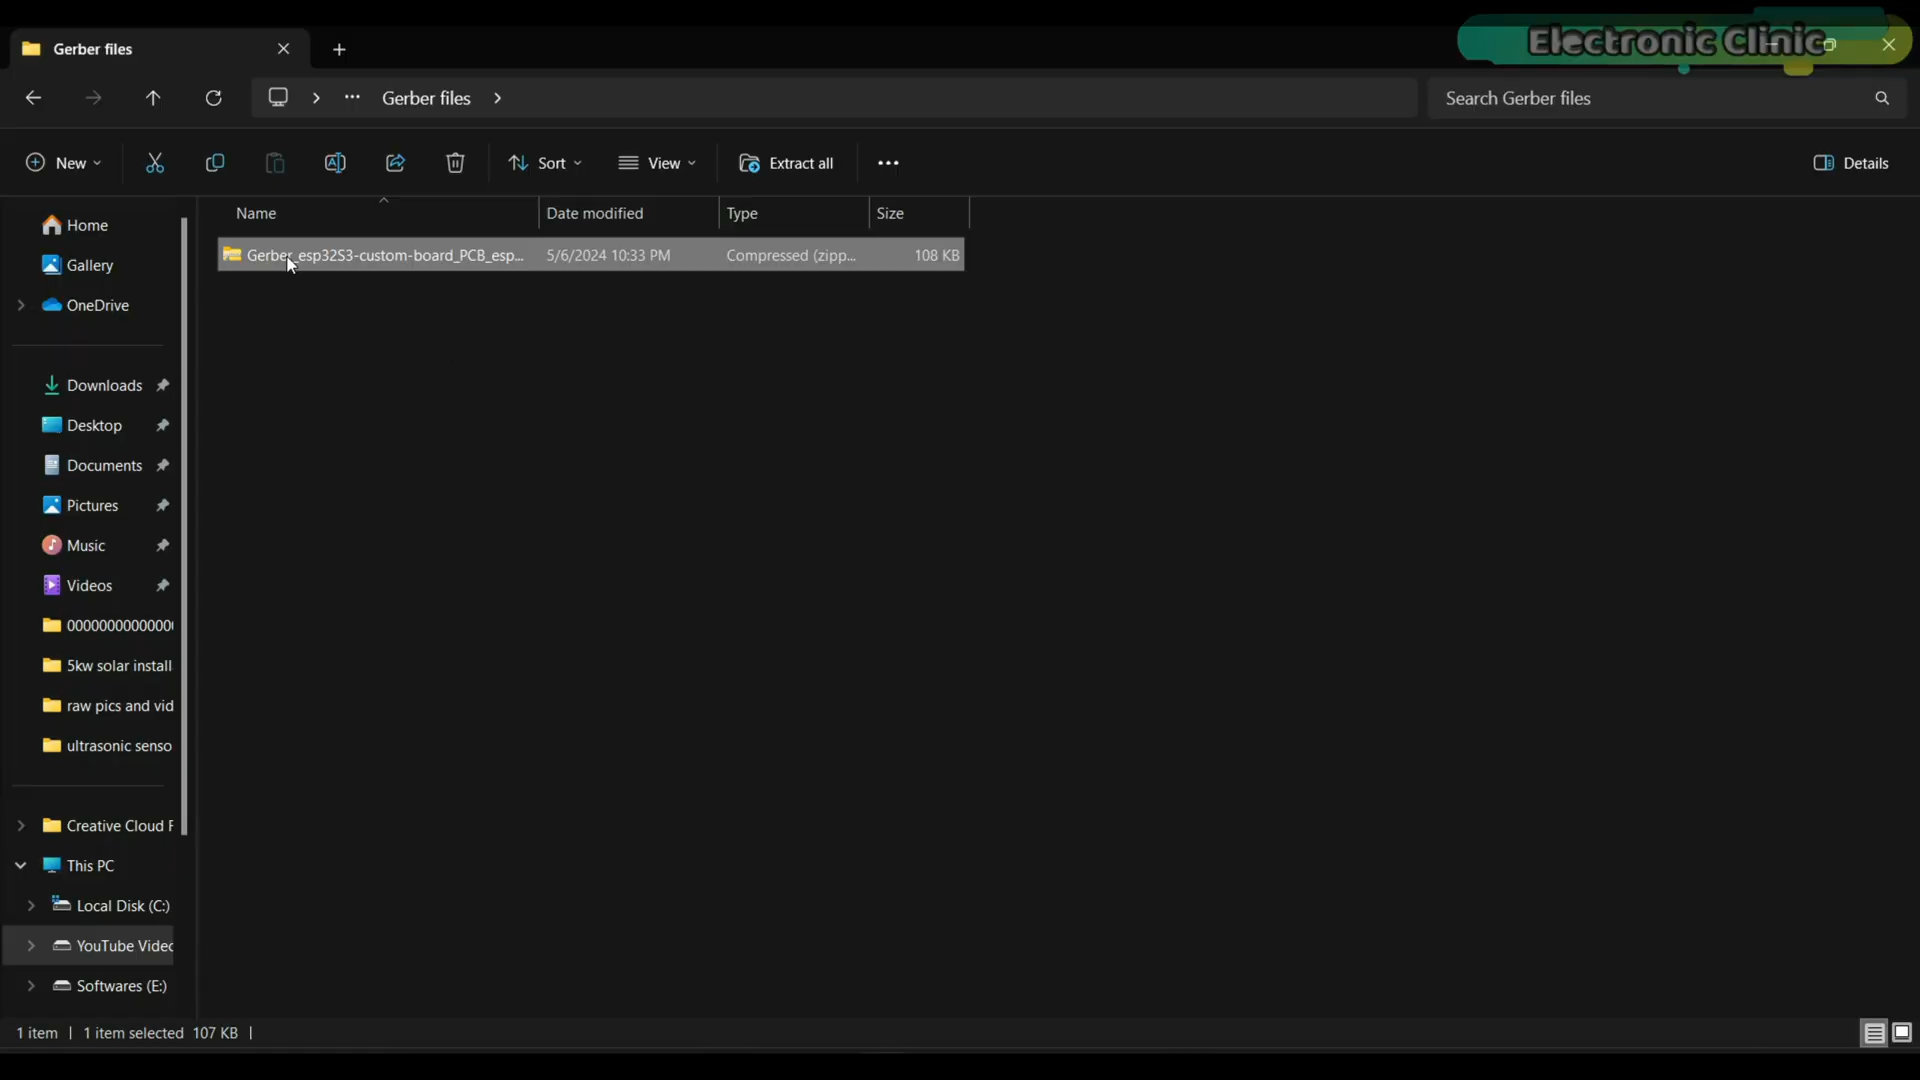 Gerber files
Electronic Clinic
Gerber files
Search Gerber files
New
Sort
View
Extract all
Details
Name
Date modified
Type
Size
Gerber_esp32S3-custom-board_PCB_esp...
5/6/2024 10:33 PM
Compressed (zipp...
108 KB
Home
Gallery
OneDrive
Downloads
Desktop
Documents
Pictures
Music
Videos
000000000000
5kw solar install
raw pics and vid
ultrasonic senso
Creative Cloud F
This PC
Local Disk (C:)
YouTube Videc
Softwares (E:)
1 item
1 item selected 107 KB